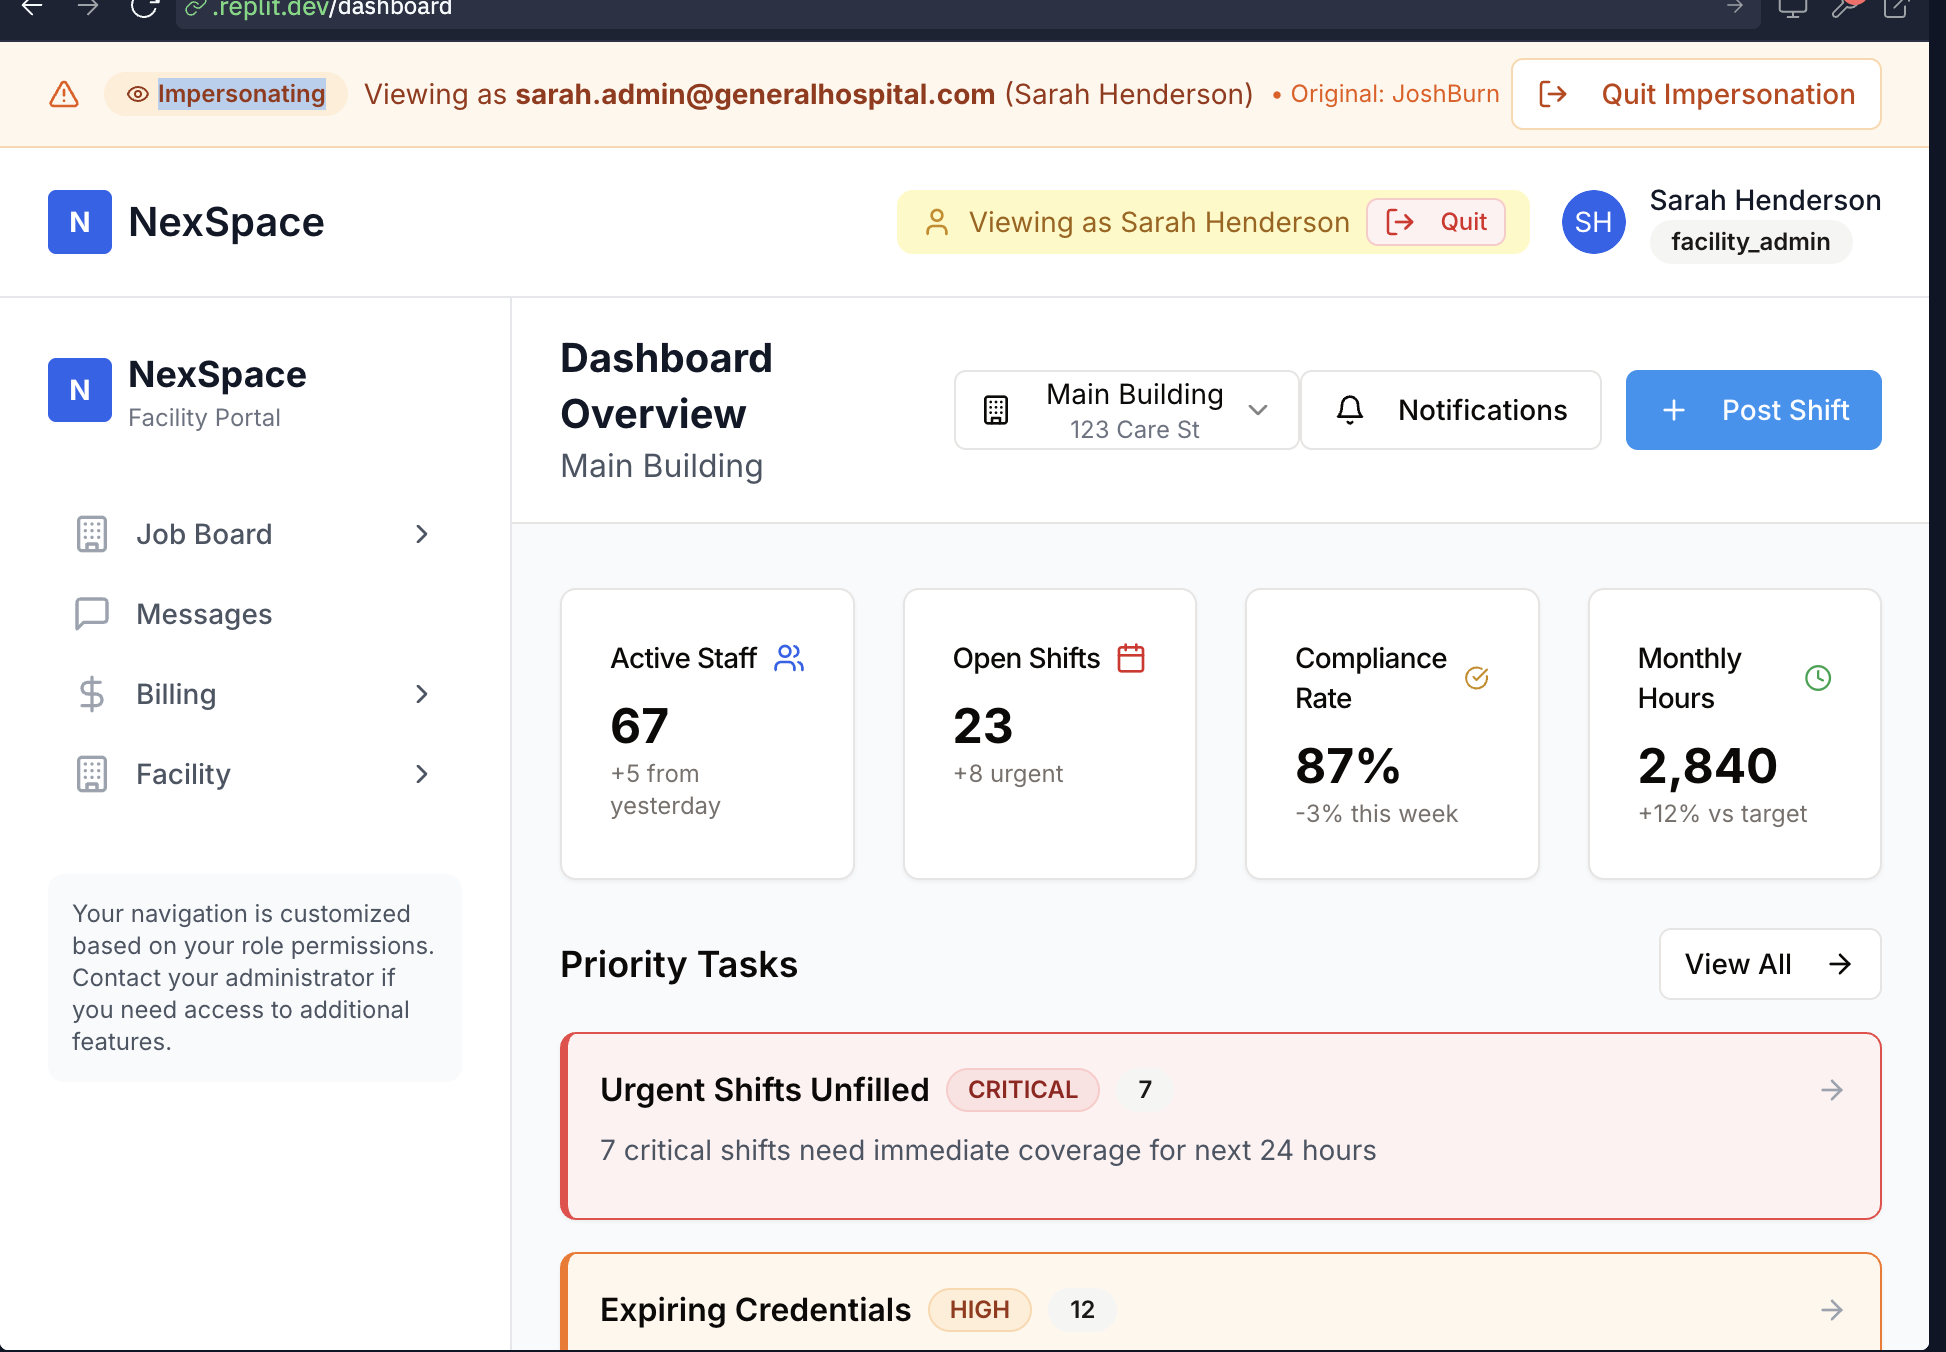 .replit.dev/dashboard
Impersonating Viewing as sarah.admin@generalhospital.com (Sarah Henderson) • Original: JoshBurn Quit Impersonation
N NexSpace
Viewing as Sarah Henderson Quit
SH
Sarah Henderson
facility_admin
N
NexSpace
Facility Portal
Job Board
Messages
Billing
Facility
Your navigation is customized
based on your role permissions.
Contact your administrator if
you need access to additional
features.
Dashboard
Overview
Main Building
Main Building
123 Care St
Notifications
Post Shift
Active Staff
67
+5 from
yesterday
Open Shifts
23
+8 urgent
Compliance
Rate
87%
-3% this week
Monthly
Hours
2,840
+12% vs target
Priority Tasks
View All
Urgent Shifts Unfilled CRITICAL 7
7 critical shifts need immediate coverage for next 24 hours
Expiring Credentials HIGH 12